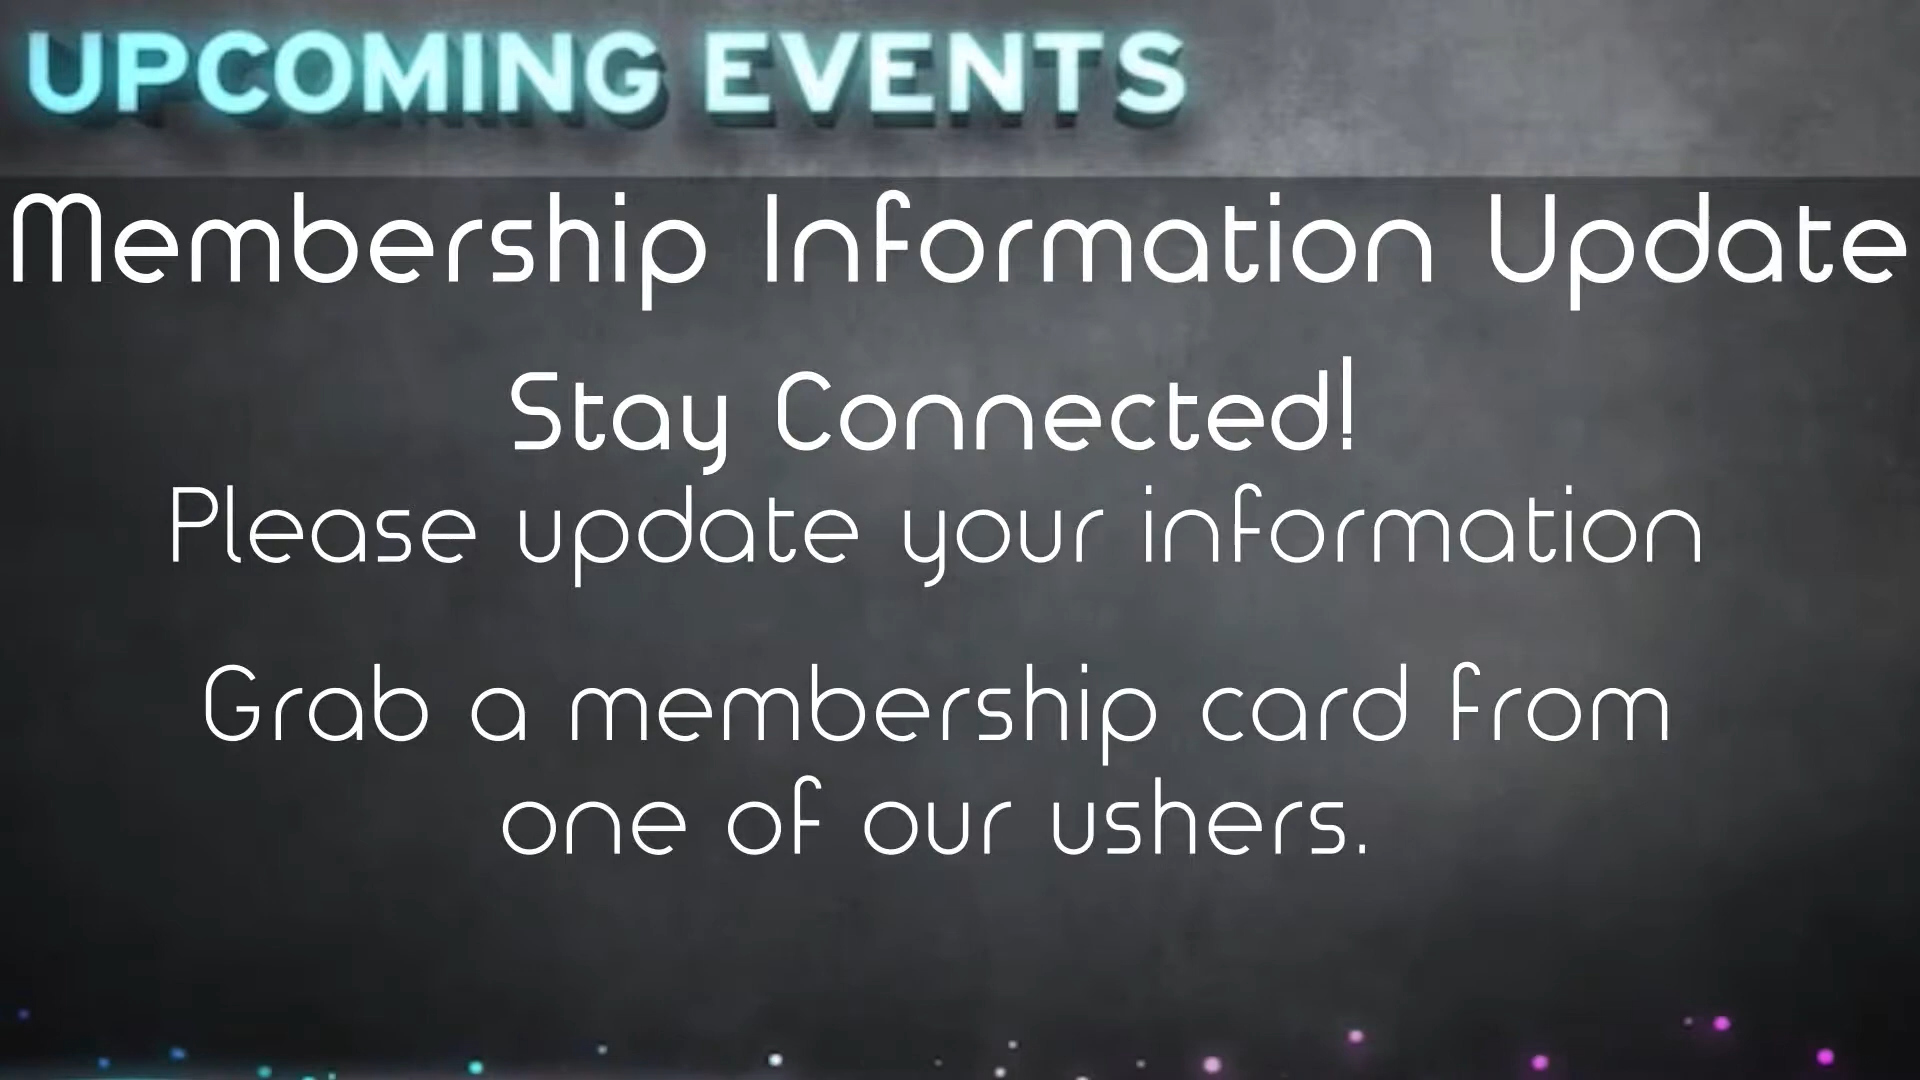 UPCOMING EVENTS
Membership Information Update
Stay Connected!
Please update your information
Grab a membership card from
one of our ushers.